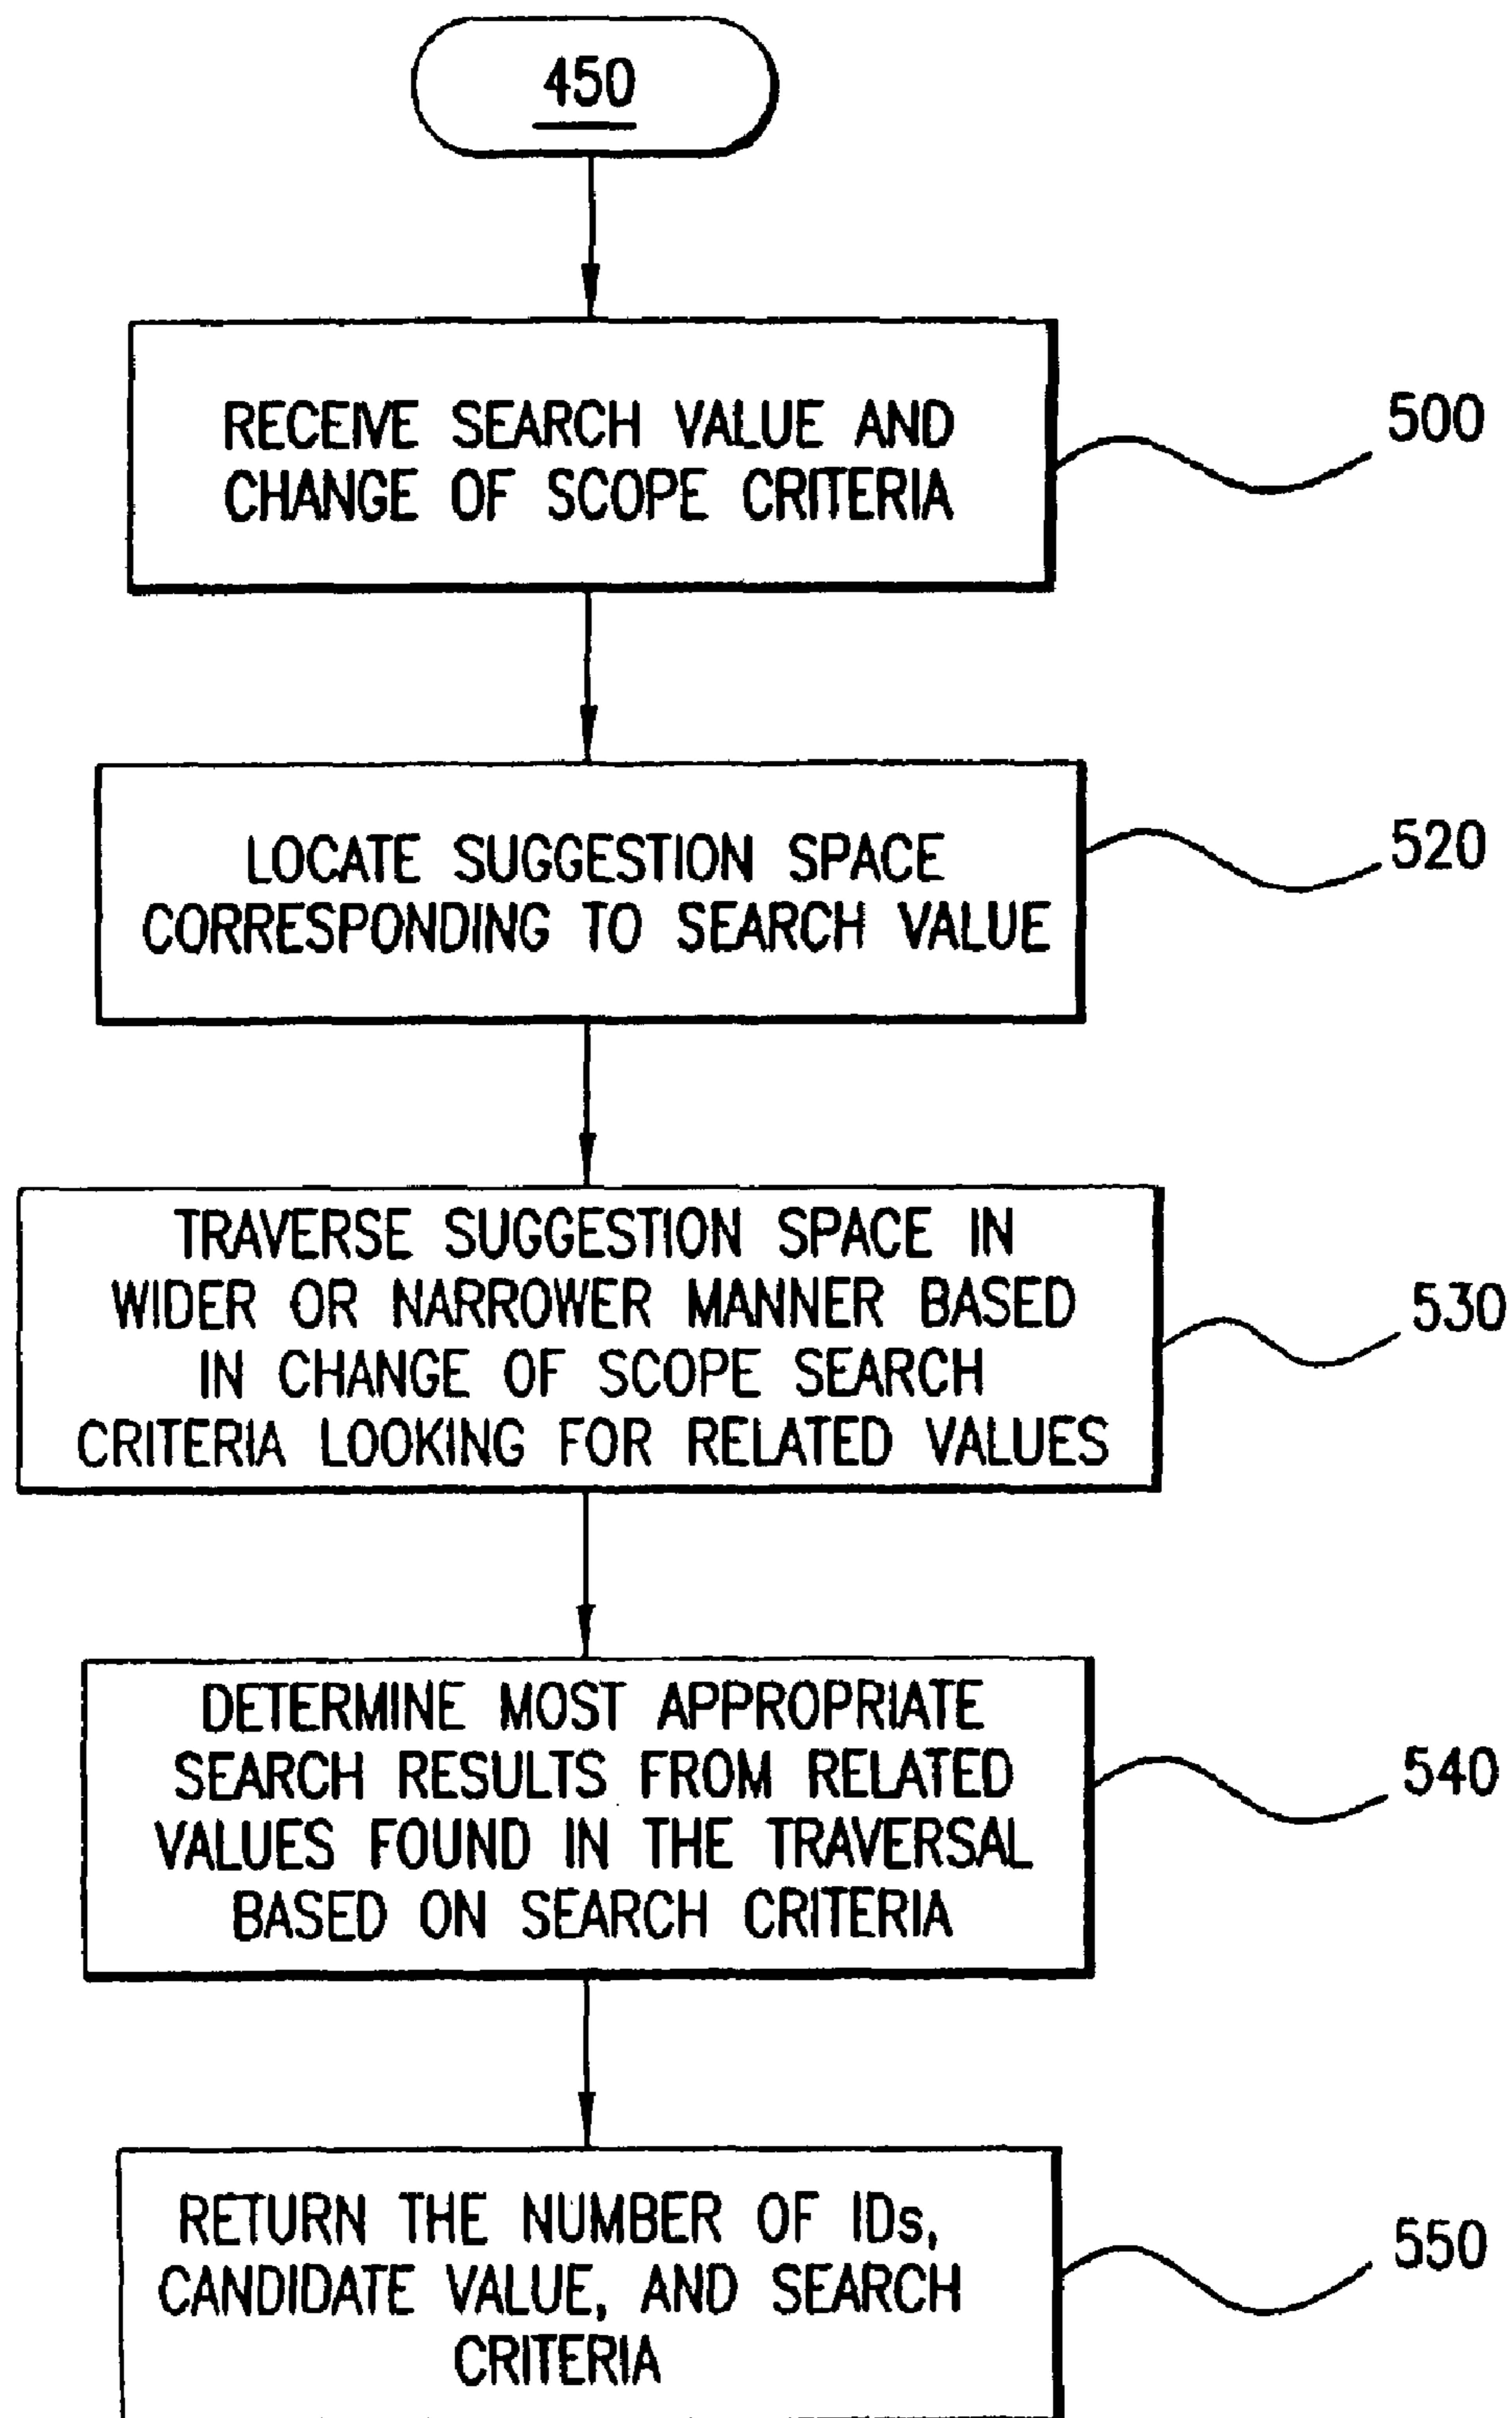 450
RECEIVE SEARCH VALUE AND
CHANGE OF SCOPE CRITERIA
500
LOCATE SUGGESTION SPACE
CORRESPONDING TO SEARCH VALUE
520
TRAVERSE SUGGESTION SPACE IN
WIDER OR NARROWER MANNER BASED
IN CHANGE OF SCOPE SEARCH
CRITERIA LOOKING FOR RELATED VALUES
530
DETERMINE MOST APPROPRIATE
SEARCH RESULTS FROM RELATED
VALUES FOUND IN THE TRAVERSAL
BASED ON SEARCH CRITERIA
540
RETURN THE NUMBER OF IDs,
CANDIDATE VALUE, AND SEARCH
CRITERIA
550